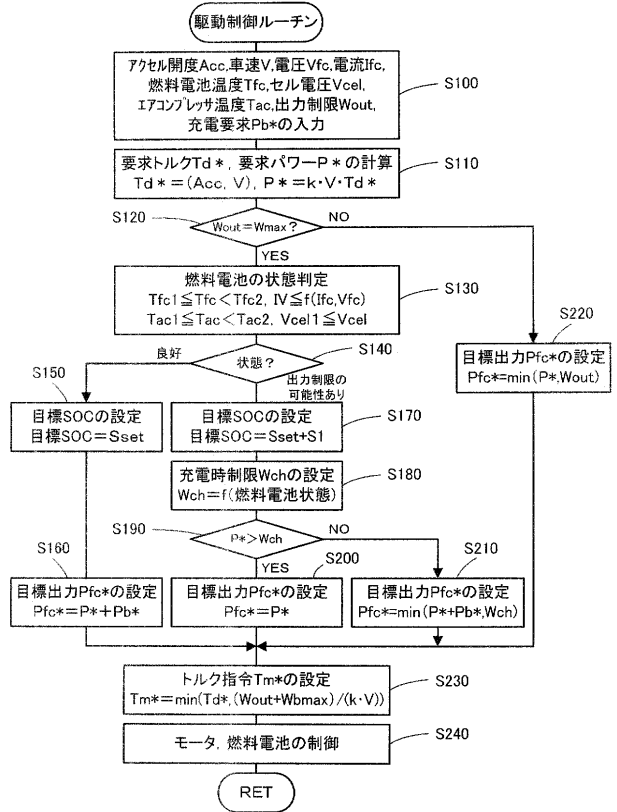 駆動制御ルーチン
アクセル開度Acc,車速V,電圧Vfc,電流Ifc,
燃料電池温度Tfc,セル電圧Vcel,
エアコンプレッサ温度Tac,出力制限Wout,
充電要求Pb*の入力
S100
要求トルクTd*,要求パワーP*の計算
Td*=(Acc, V), P*=k・V・Td*
S110
S120
Wout=Wmax?
NO
YES
燃料電池の状態判定
Tfc1≦Tfc<Tfc2, IV≦f(Ifc,Vfc)
Tac1≦Tac<Tac2, Vcel1≦Vcel
S130
S220
目標出力Pfc*の設定
Pfc*=min(P*,Wout)
良好
状態?
S140
出力制限の
可能性あり
S150
目標SOCの設定
目標SOC=Sset
目標SOCの設定
目標SOC=Sset+S1
S170
充電時制限Wchの設定
Wch=f(燃料電池状態)
S180
S190
P*>Wch
NO
YES
S160
目標出力Pfc*の設定
Pfc*=P*+Pb*
S200
目標出力Pfc*の設定
Pfc*=P*
S210
目標出力Pfc*の設定
Pfc*=min(P*+Pb*,Wch)
トルク指令Tm*の設定
Tm*=min(Td*,(Wout+Wbmax)/(k・V))
S230
モータ,燃料電池の制御
S240
RET